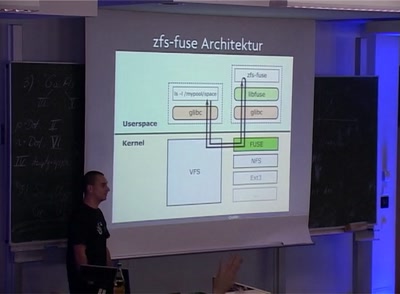 zfs-fuse Architektur
zfs-fuse
ls -l /mypool/space
libfuse
glibc
glibc
Userspace
Kernel
FUSE
VFS
NFS
Ext3
...